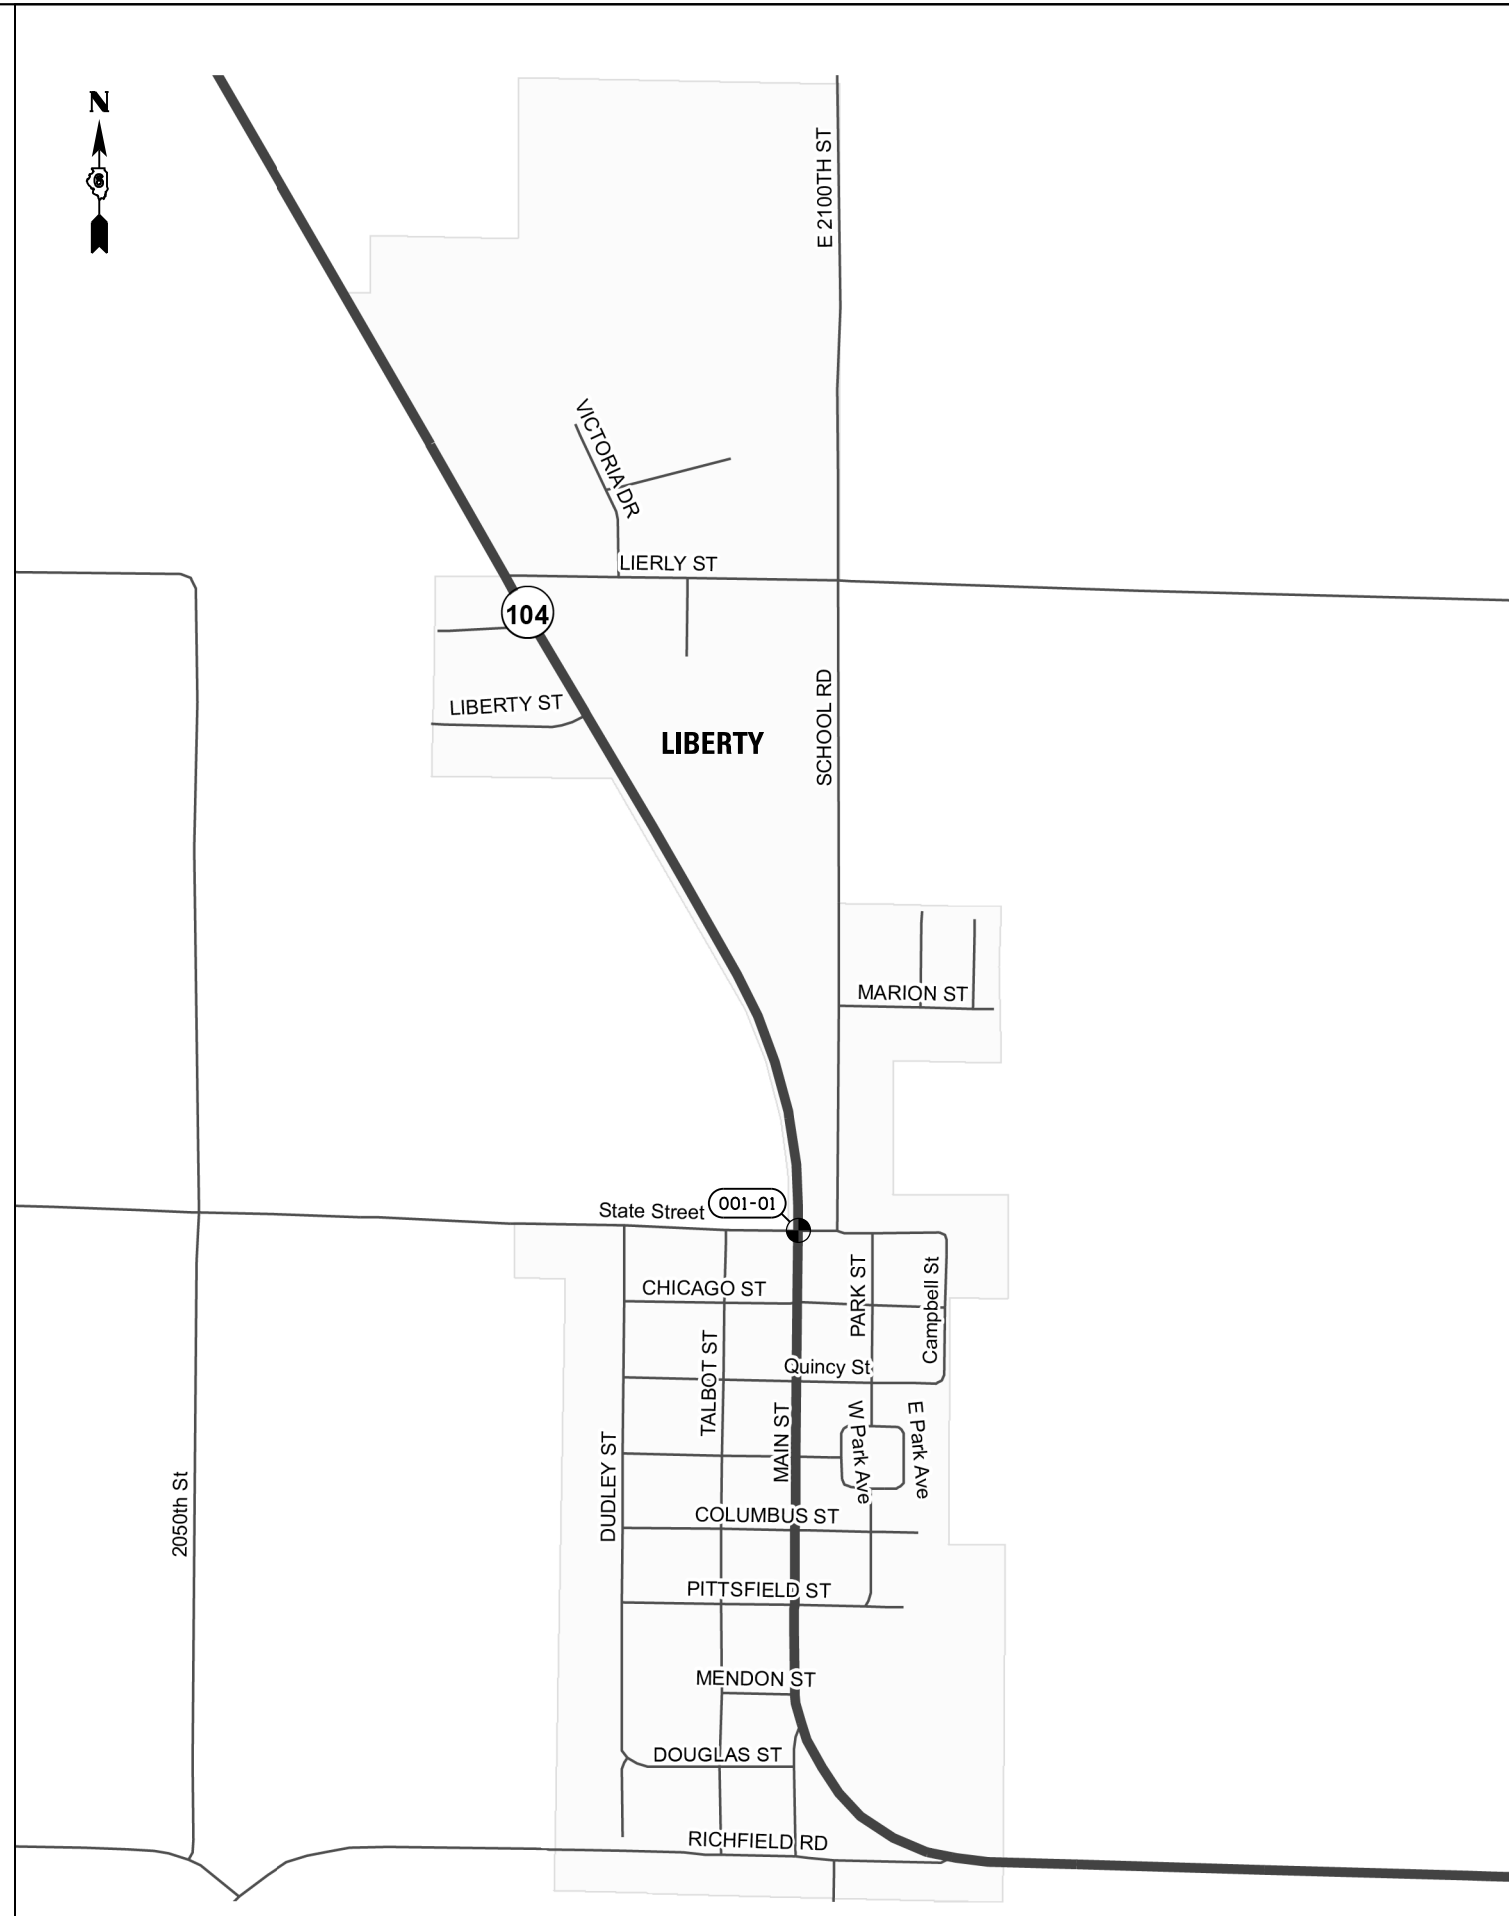 N
6
E 2100TH ST
VICTORIA DR
LIERLY ST
104
LIBERTY ST
LIBERTY
SCHOOL RD
MARION ST
State Street
001-01
CHICAGO ST
PARK ST
Campbell St
TALBOT ST
Quincy St
MAIN ST
W Park Ave
E Park Ave
DUDLEY ST
2050th St
COLUMBUS ST
PITTSFIELD ST
MENDON ST
DOUGLAS ST
RICHFIELD RD